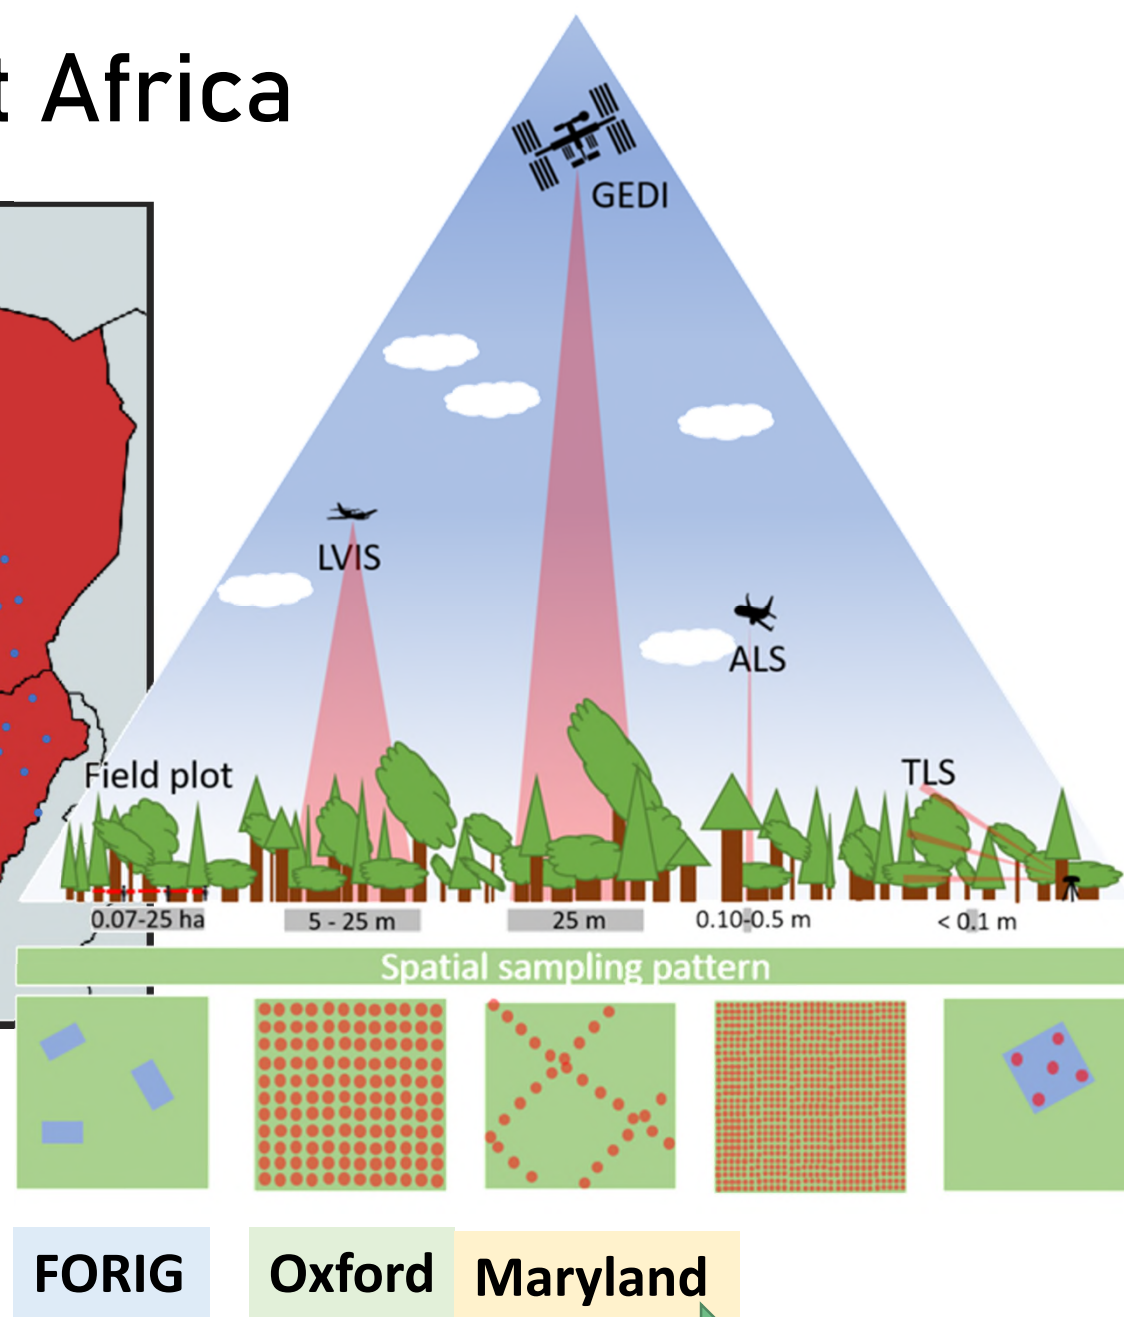 t Africa
GEDI
LVIS
ALS
Field plot
TLS
0.07-25 ha
5 - 25 m
25 m
0.10-0.5 m
< 0.1 m
Spatial sampling pattern
FORIG
Oxford
Maryland